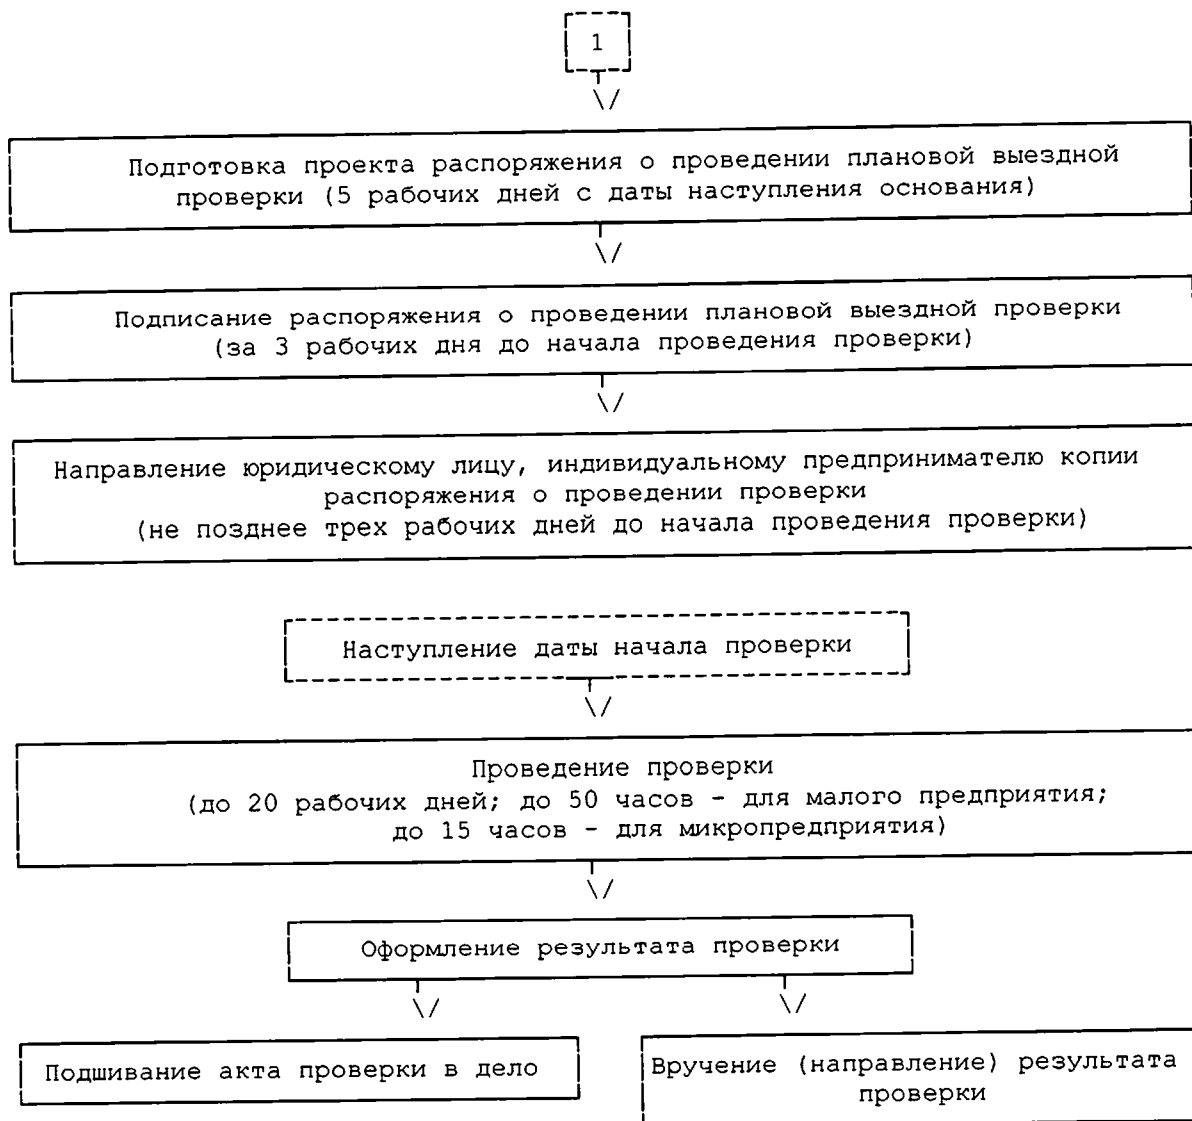 1
Подготовка проекта распоряжения о проведении плановой выездной
проверки (5 рабочих дней с даты наступления основания)
Подписание распоряжения о проведении плановой выездной проверки
(за 3 рабочих дня до начала проведения проверки)
Направление юридическому лицу, индивидуальному предпринимателю копии
распоряжения о проведении проверки
(не позднее трех рабочих дней до начала проведения проверки)
Наступление даты начала проверки
Проведение проверки
(до 20 рабочих дней; до 50 часов - для малого предприятия;
до 15 часов - для микропредприятия)
Оформление результата проверки
Подшивание акта проверки в дело
Вручение (направление) результата
проверки